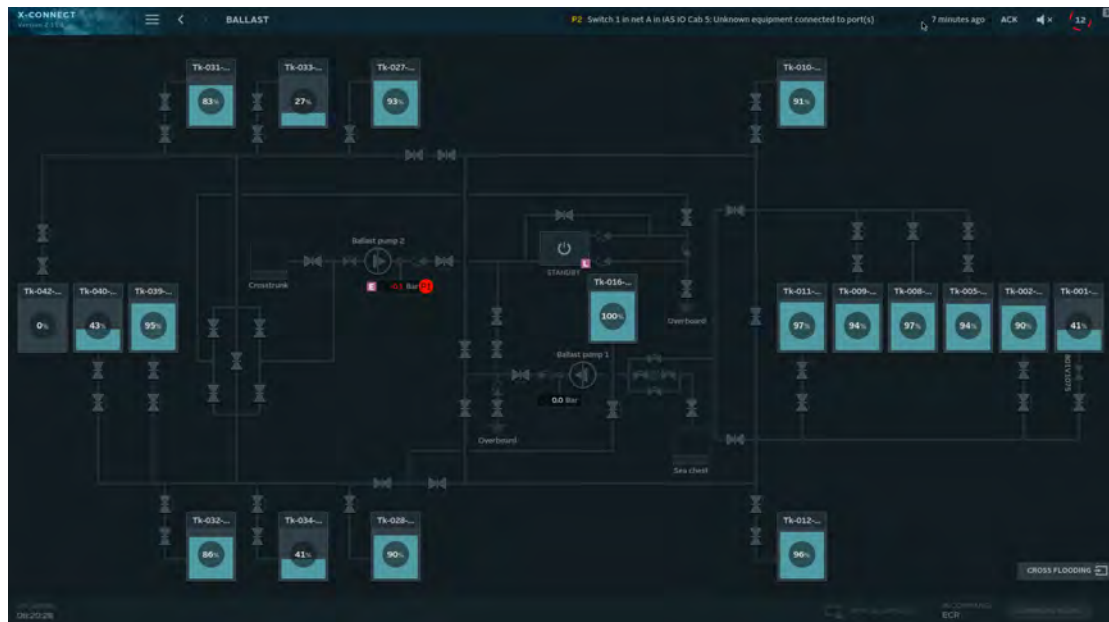 X-CONNECT
BALLAST
P2 Switch 1 in net A in IAS IO Cab 5: Unknown equipment connected to port(s)
7 minutes ago
ACK
12
Tk-031-...
83%
Tk-033-...
27%
Tk-027-...
93%
Tk-010-...
91%
Ballast pump 2
Crosstrunk
E
Bar
STANDBY
E
Tk-016-...
100%
Overboard
Tk-042-...
0%
Tk-040-...
43%
Tk-039-...
95%
Tk-011-...
97%
Tk-009-...
94%
Tk-008-...
97%
Tk-005-...
94%
Tk-002-...
90%
Tk-001-...
41%
801V1075
Ballast pump 1
0.0 Bar
Overboard
Sea chest
Tk-032-...
86%
Tk-034-...
41%
Tk-028-...
90%
Tk-012-...
96%
CROSS FLOODING
IN COMMAND
ECR